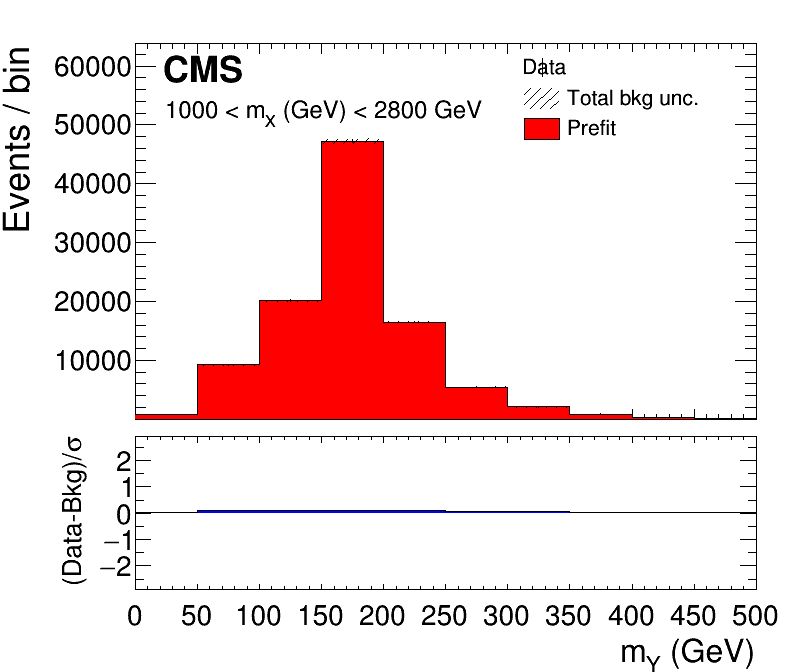 CMS
1000 < mX (GeV) < 2800 GeV
Data
Total bkg unc.
Prefit
Events / bin
60000
50000
40000
30000
20000
10000
(Data-Bkg)/σ
2
1
0
−1
−2
0 50 100 150 200 250 300 350 400 450 500
mY (GeV)